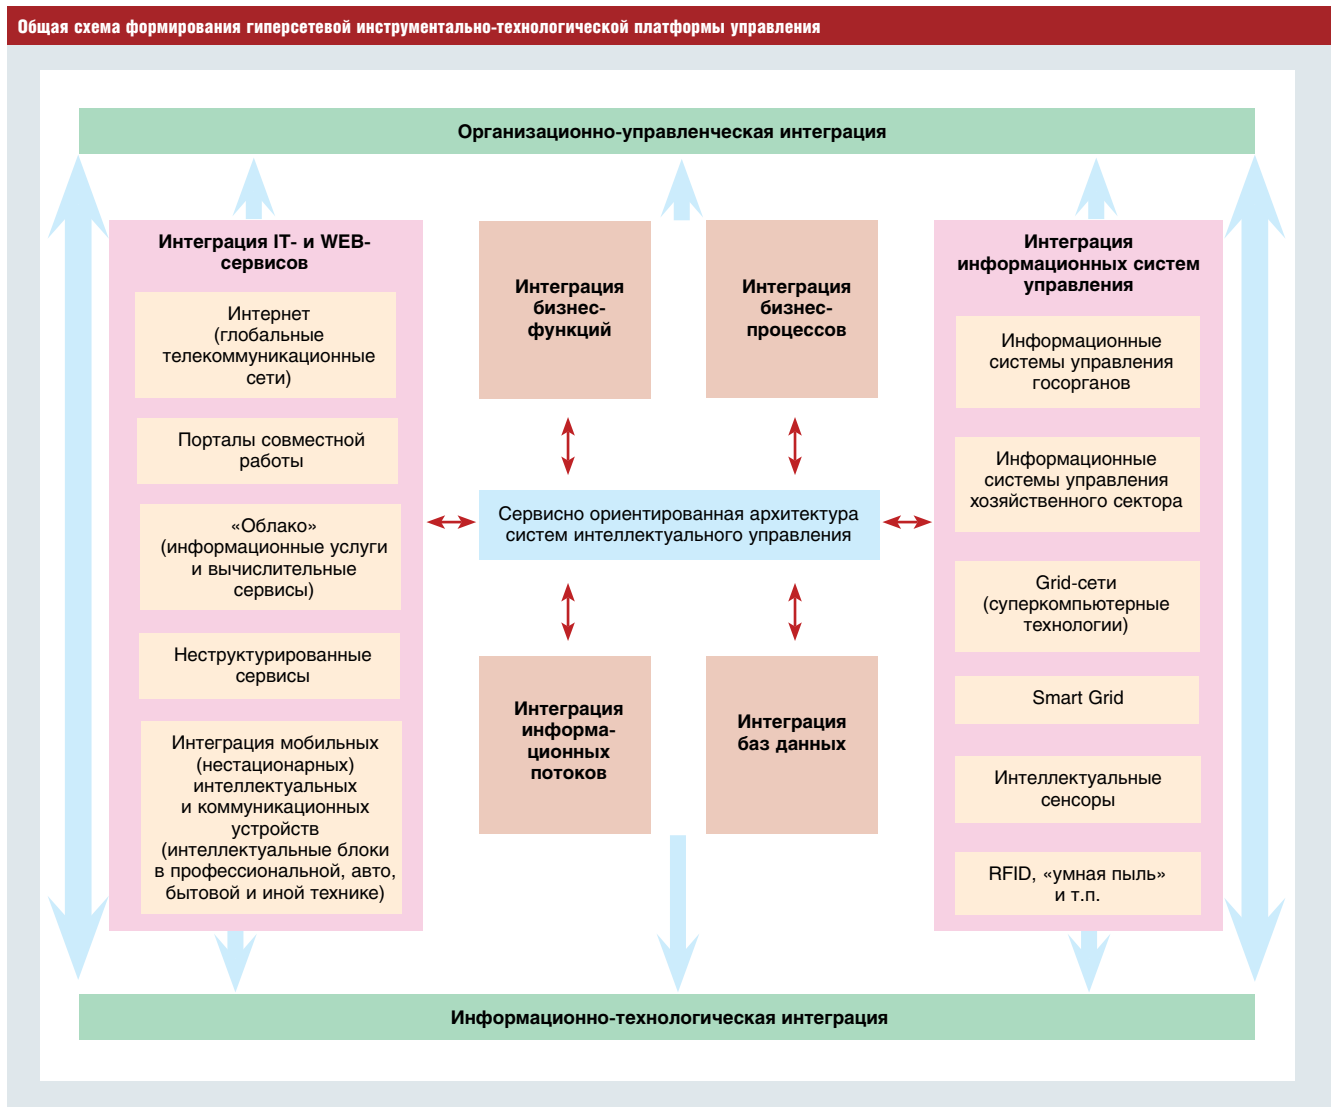 Общая схема формирования гиперсетевой инструментально-технологической платформы управления
Организационно-управленческая интеграция
Интеграция IT- и WEB-
сервисов
Интернет
(глобальные
телекоммуникационные
сети)
Порталы совместной
работы
«Облако»
(информационные услуги
и вычислительные
сервисы)
Неструктурированные
сервисы
Интеграция мобильных
(нестационарных)
интеллектуальных
и коммуникационных
устройств
(интеллектуальные блоки
в профессиональной, авто,
бытовой и иной технике)
Интеграция
бизнес-
функций
Интеграция
бизнес-
процессов
Сервисно ориентированная архитектура
систем интеллектуального управления
Интеграция
информа-
ционных
потоков
Интеграция
баз данных
Интеграция
информационных систем
управления
Информационные
системы управления
госорганов
Информационные
системы управления
хозяйственного сектора
Grid-сети
(суперкомпьютерные
технологии)
Smart Grid
Интеллектуальные
сенсоры
RFID, «умная пыль»
и т.п.
Информационно-технологическая интеграция